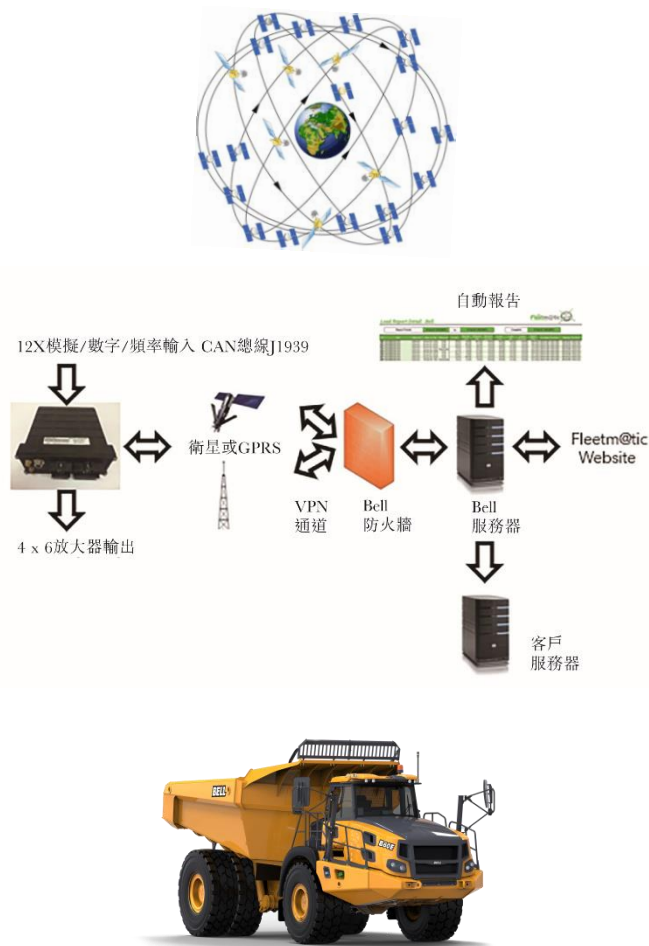 自動報告
Fleetm@tic
12X模擬/數字/頻率輸入 CAN總線J1939
衛星或GPRS
Fleetm@tic
Website
VPN
通道
Bell
防火牆
Bell
服務器
4 x 6放大器輸出
客戶
服務器
BELL
B60E